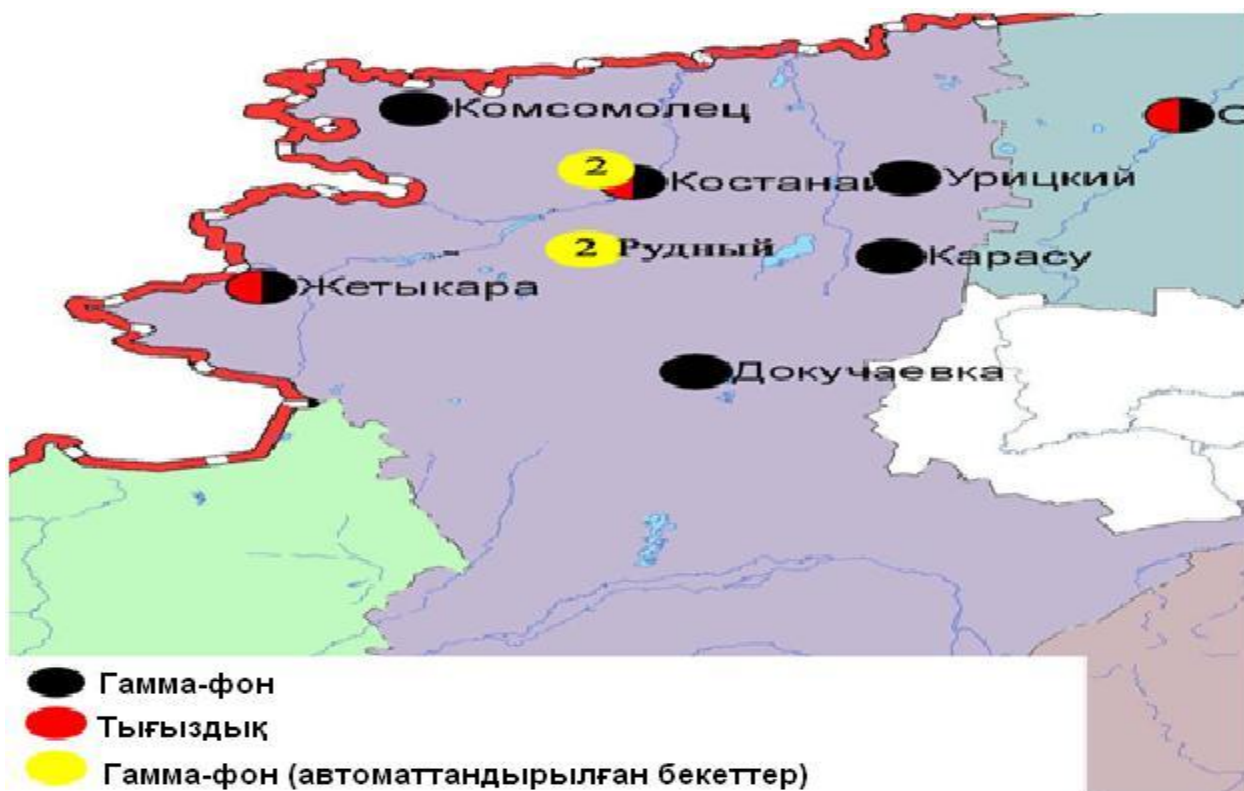 Комсомолец
2
Костанай
Урицкий
2 Рудный
Карасу
Жетыкара
Докучаевка
Гамма-фон
Тығыздық
Гамма-фон (автоматтандырылған бекеттер)